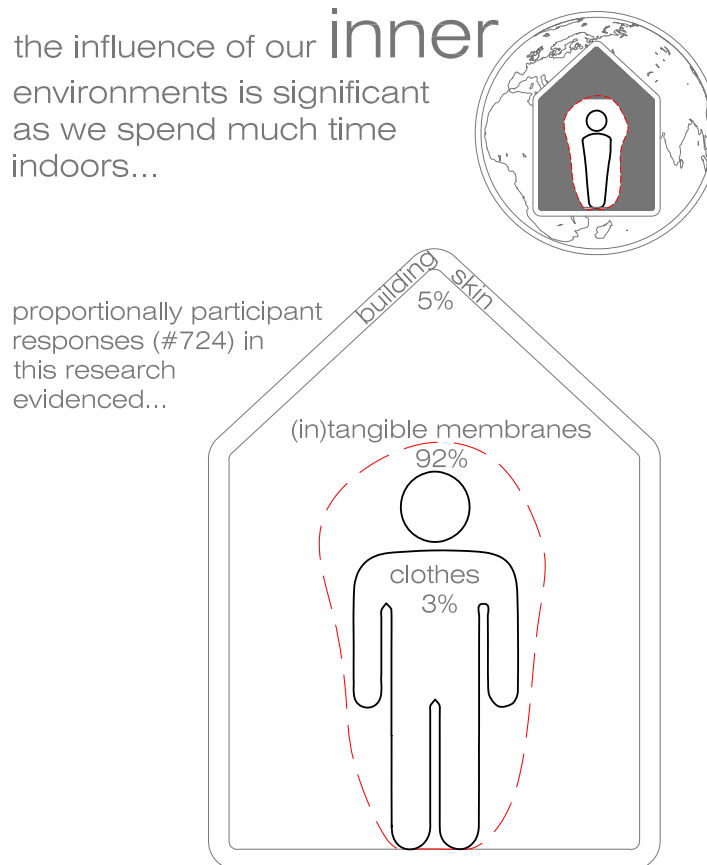 the influence of our inner
environments is significant
as we spend much time
indoors...
building skin
5%
proportionally participant
responses (#724) in
this research
evidenced...
(in)tangible membranes
92%
clothes
3%